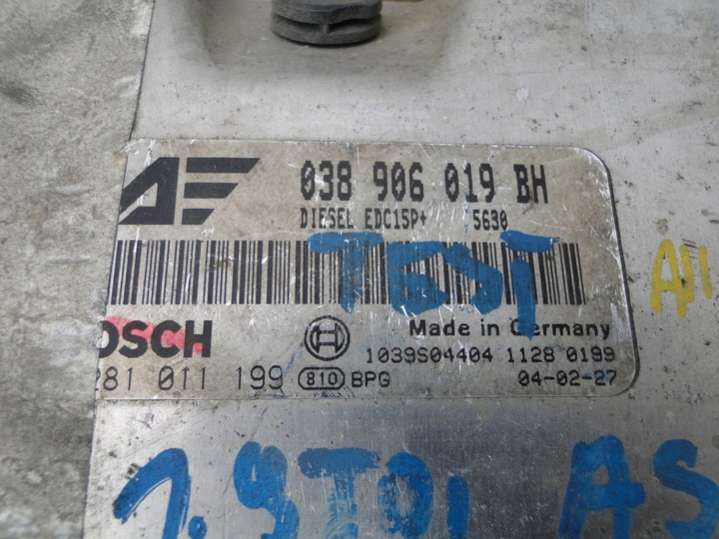 038 906 019 BH
DIESEL EDC15P+ 5630
TEST
OSCH
Made in Germany
1039S04404 1128 0199
281 011 199 810 BPG 04-02-27
1.9TDI AS